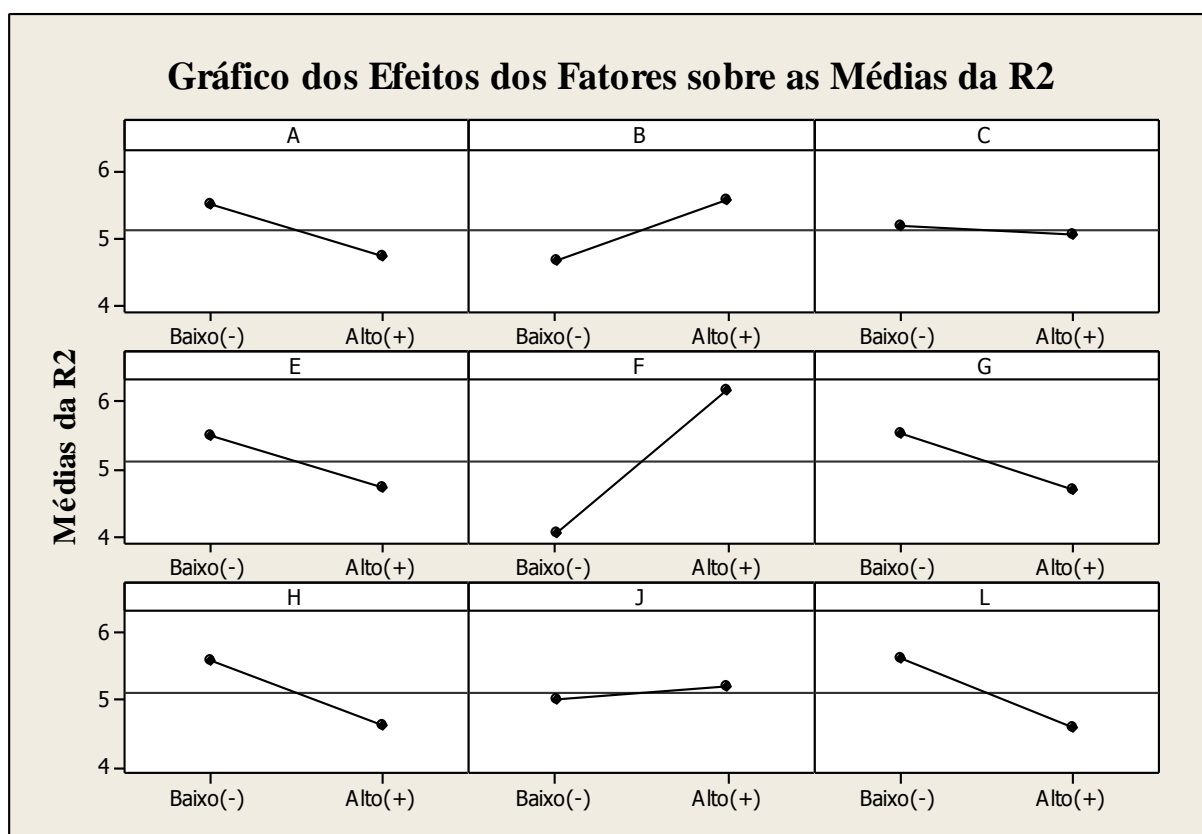 Gráfico dos Efeitos dos Fatores sobre as Médias da R2
A B C
6
5
4
Baixo(-) Alto(+) Baixo(-) Alto(+) Baixo(-) Alto(+)
Médias da R2
E F G
6
5
4
Baixo(-) Alto(+) Baixo(-) Alto(+) Baixo(-) Alto(+)
H J L
6
5
4
Baixo(-) Alto(+) Baixo(-) Alto(+) Baixo(-) Alto(+)